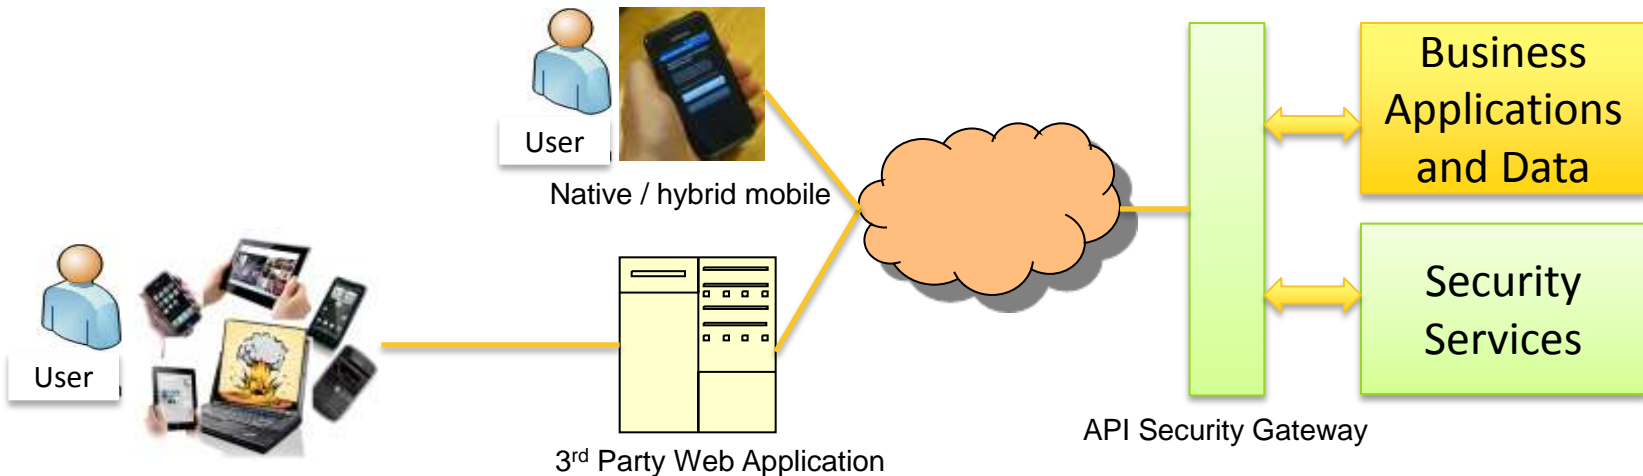 User
Native / hybrid mobile
User
3rd Party Web Application
API Security Gateway
Business
Applications
and Data
Security
Services